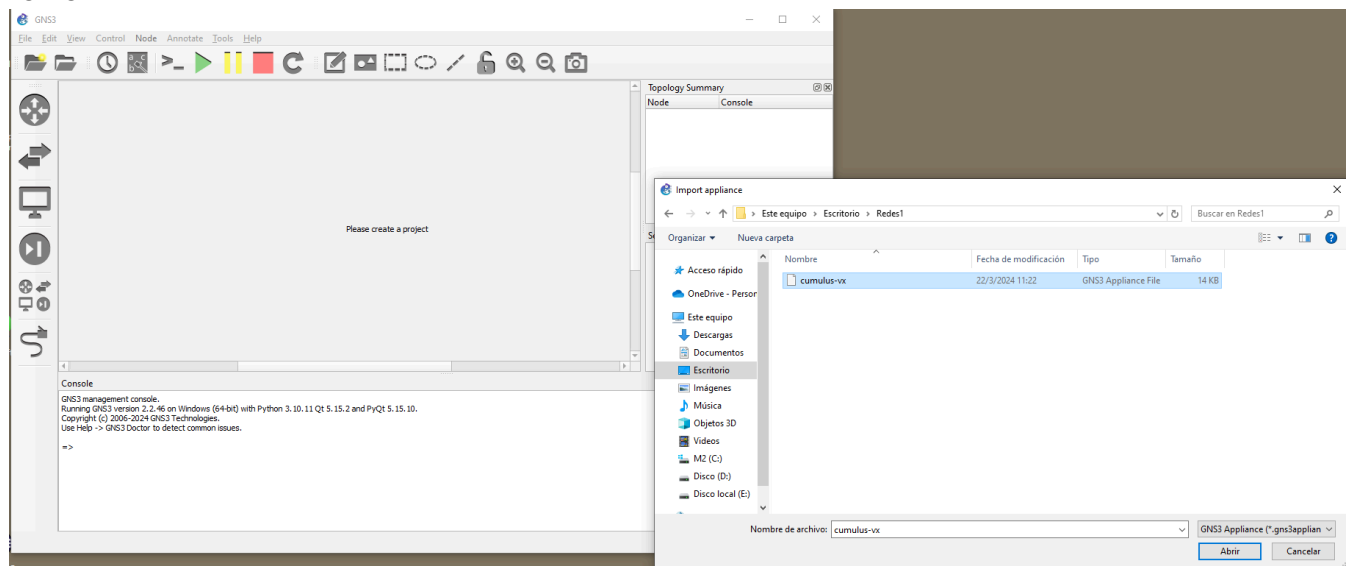 GNS3
File Edit View Control Node Annotate Tools Help
Topology Summary
Node Console
Please create a project
Console
GNS3 management console.
Running GNS3 version 2.2.46 on Windows (64-bit) with Python 3.10.11 Qt 5.15.2 and PyQt 5.15.10.
Copyright (c) 2006-2024 GNS3 Technologies.
Use Help -> GNS3 Doctor to detect common issues.
=>
Import appliance
Este equipo > Escritorio > Redes1
Buscar en Redes1
Organizar Nueva carpeta
Nombre Fecha de modificación Tipo Tamaño
cumulus-vx 22/3/2024 11:22 GNS3 Appliance File 14 KB
Acceso rápido
OneDrive - Person
Este equipo
Descargas
Documentos
Escritorio
Imágenes
Música
Objetos 3D
Videos
M2 (C:)
Disco (D:)
Disco local (E:)
Nombre de archivo: cumulus-vx
GNS3 Appliance (*.gns3applian
Abrir Cancelar